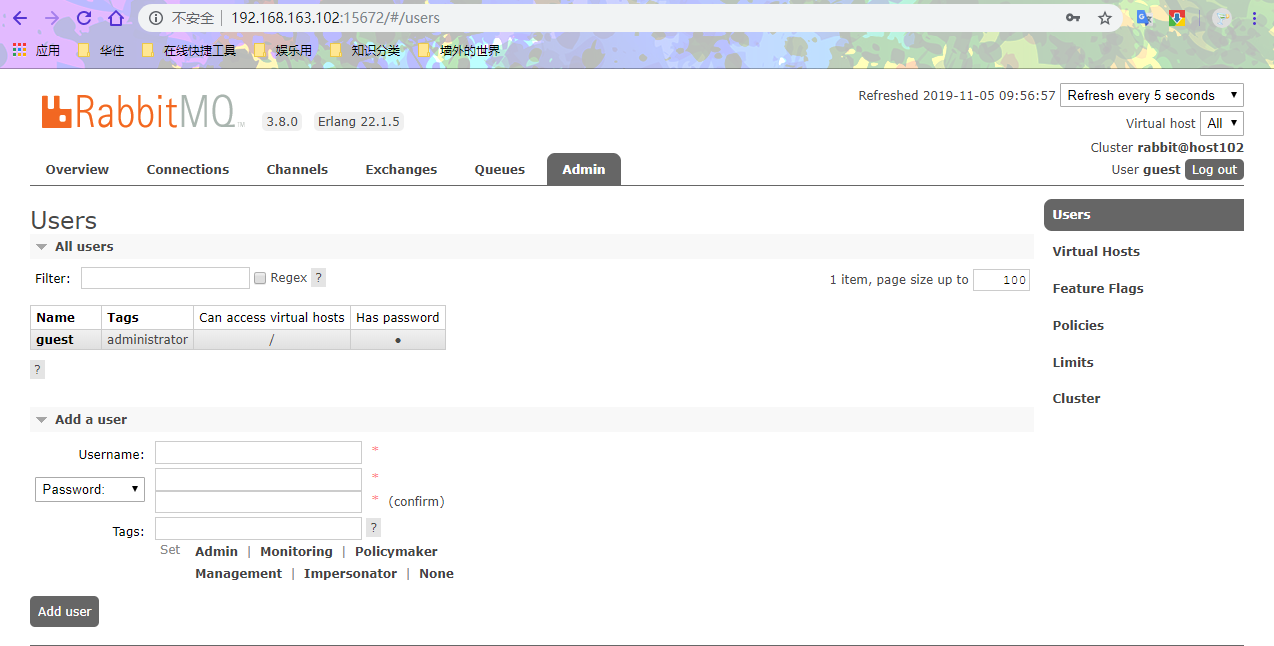 不安全 | 192.168.163.102:15672/#/users
应用 华住 在线快捷工具 娱乐用 知识分类 墙外的世界
RabbitMQ TM 3.8.0 Erlang 22.1.5
Refreshed 2019-11-05 09:56:57 Refresh every 5 seconds
Virtual host All
Cluster rabbit@host102
User guest Log out
Overview Connections Channels Exchanges Queues Admin
Users
All users
Filter: Regex ? 1 item, page size up to 100
Name Tags Can access virtual hosts Has password
guest administrator / ●
?
Add a user
Username: *
Password: *
* (confirm)
Tags: ?
Set Admin | Monitoring | Policymaker
Management | Impersonator | None
Add user
Users
Virtual Hosts
Feature Flags
Policies
Limits
Cluster